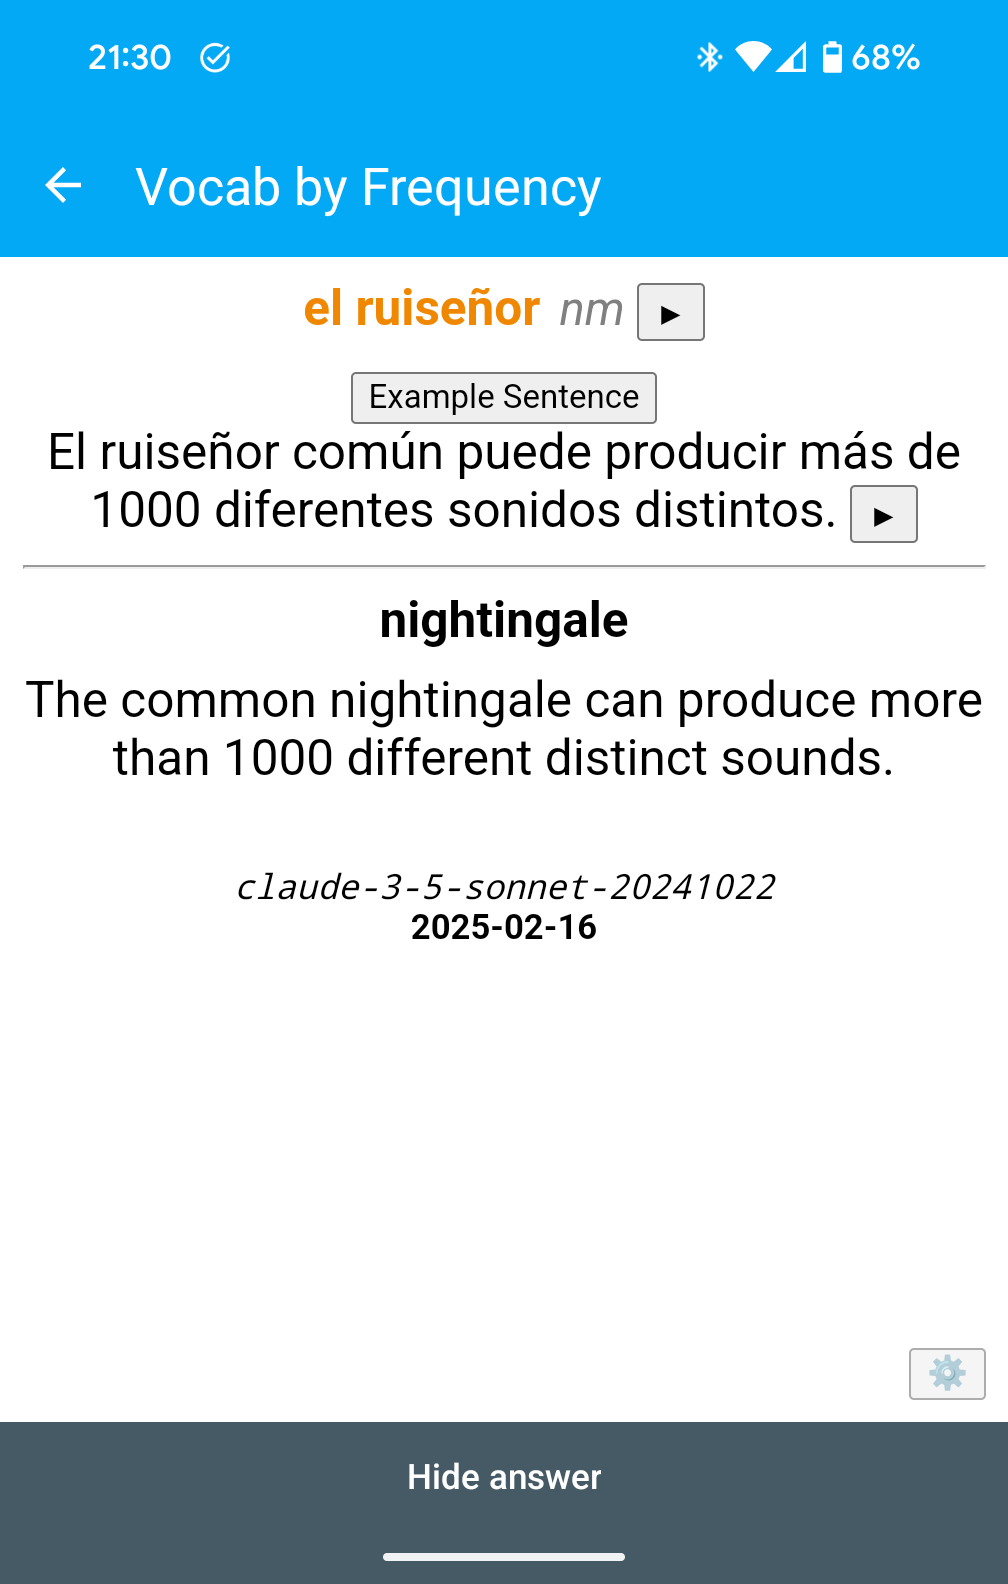 21:30 68%
Vocab by Frequency
el ruiseñor nm
Example Sentence
El ruiseñor común puede producir más de
1000 diferentes sonidos distintos.
nightingale
The common nightingale can produce more
than 1000 different distinct sounds.
claude-3-5-sonnet-20241022
2025-02-16
Hide answer